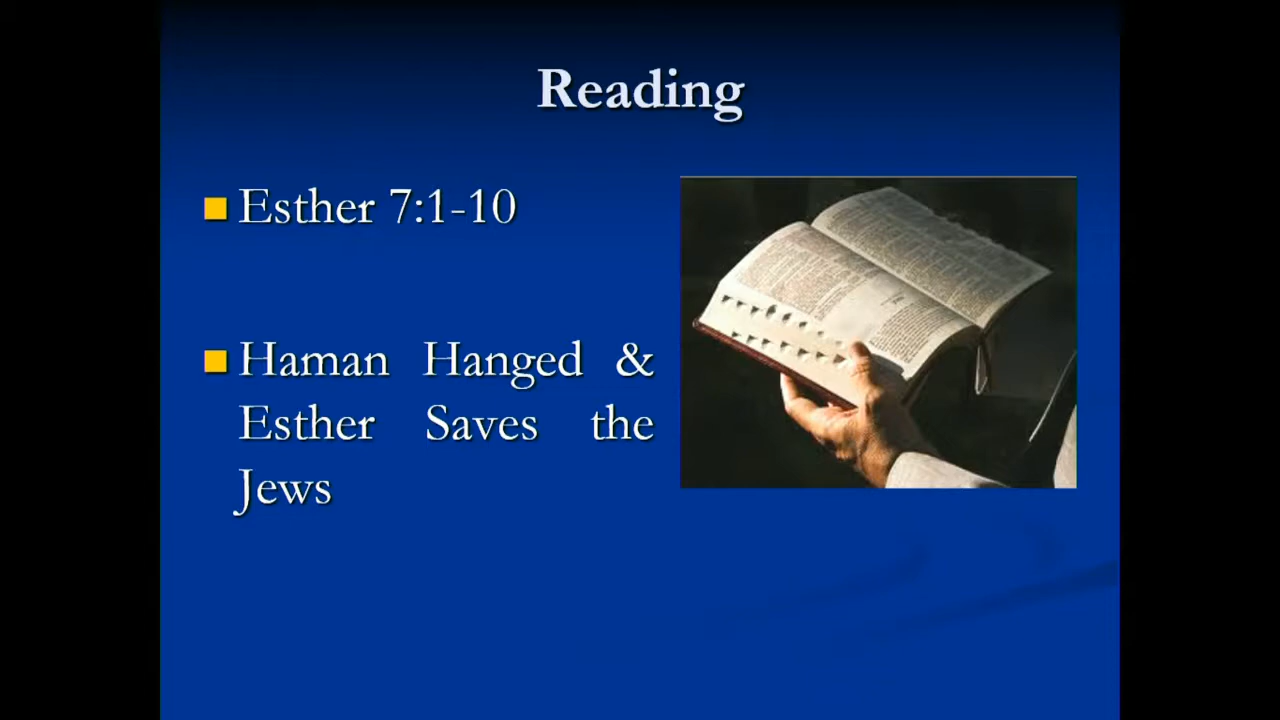 Reading
Esther 7:1-10
Haman Hanged &
Esther Saves the
Jews